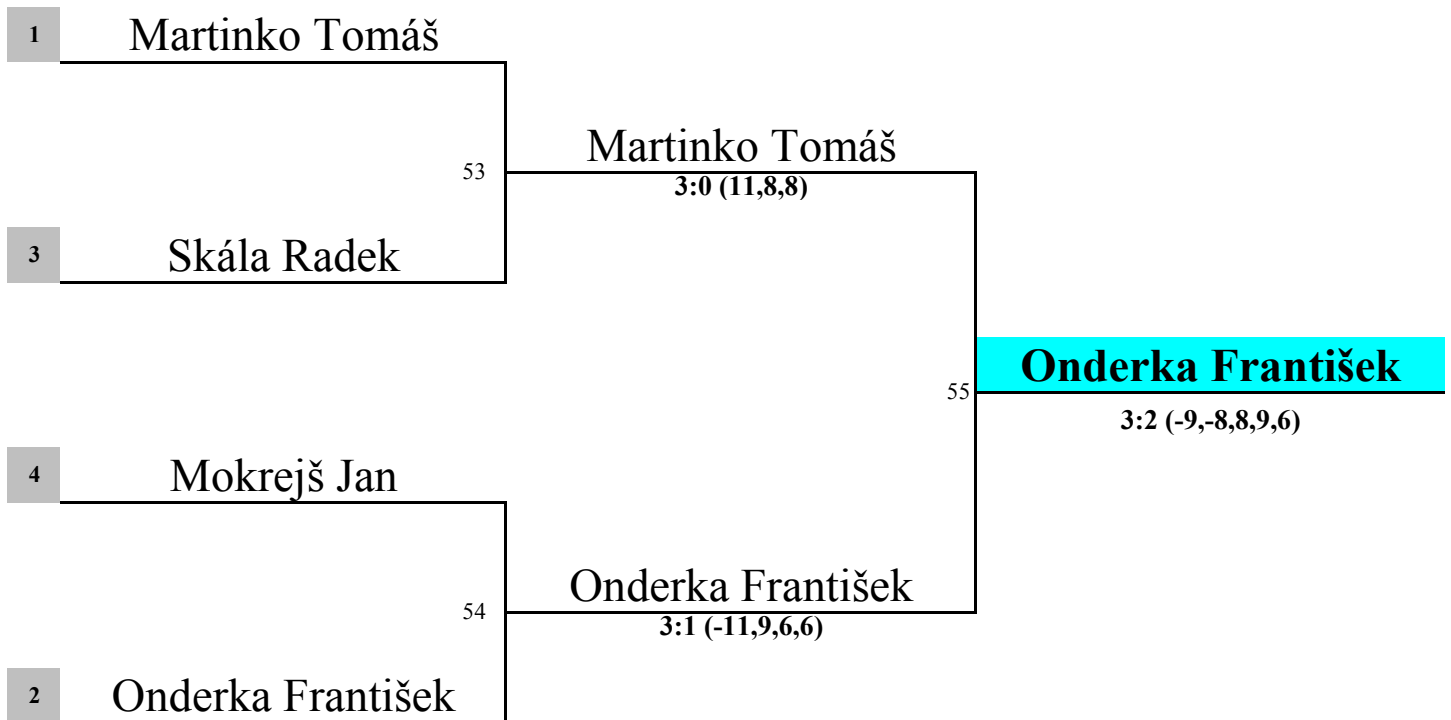 1 Martinko Tomáš
Martinko Tomáš
53
3:0 (11,8,8)
3 Skála Radek
Onderka František
55
3:2 (-9,-8,8,9,6)
4 Mokrejš Jan
Onderka František
54
3:1 (-11,9,6,6)
2 Onderka František